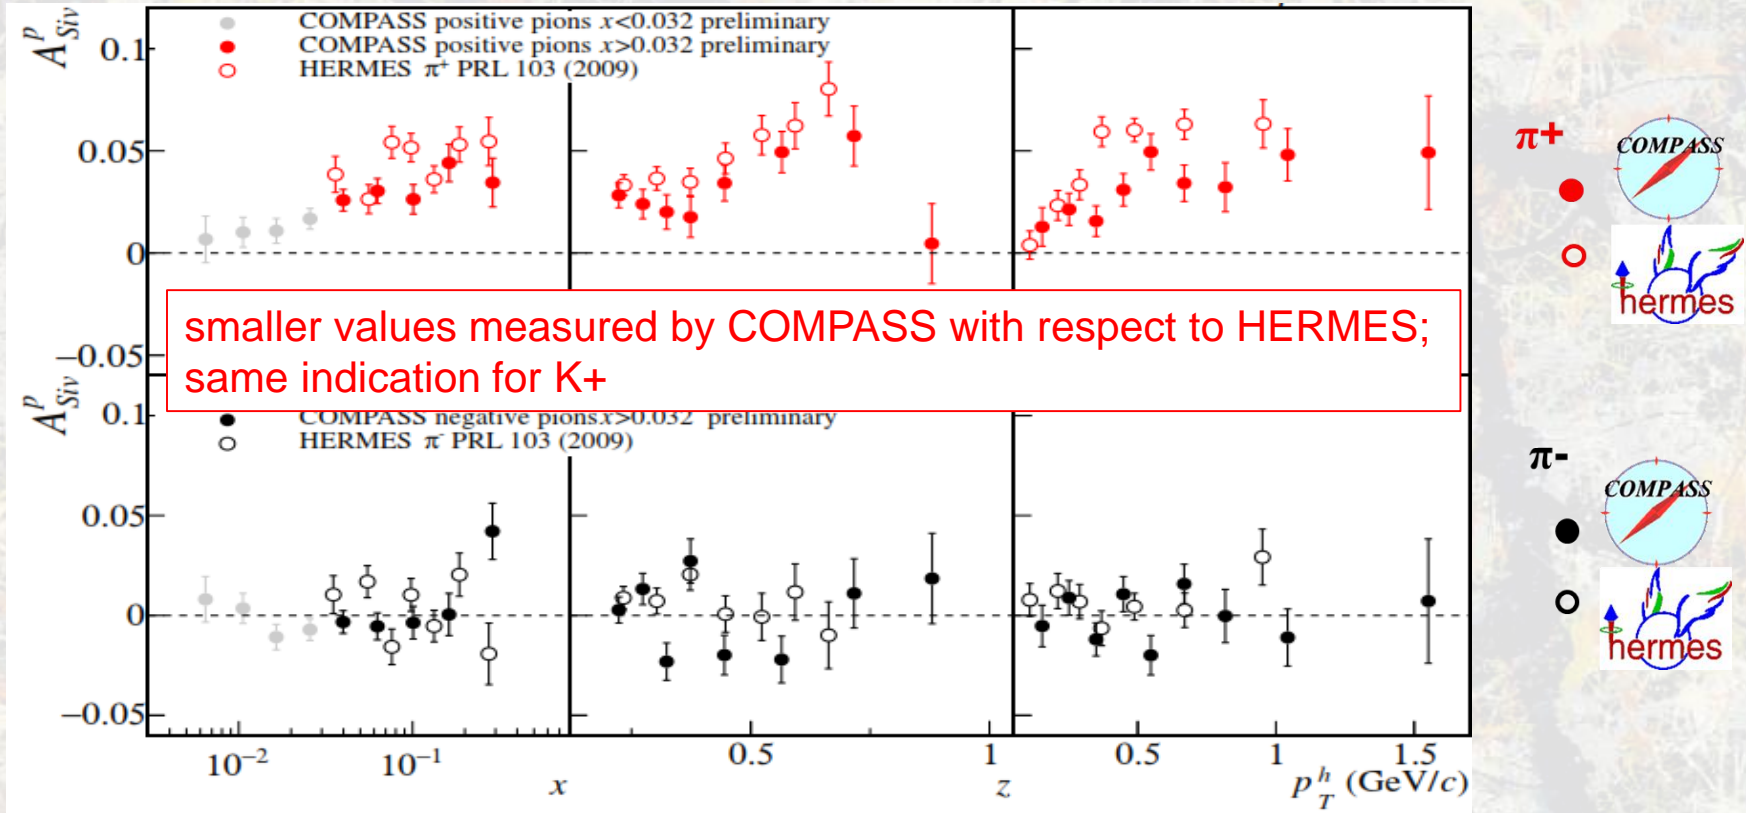 COMPASS positive pions x<0.032 preliminary
COMPASS positive pions x>0.032 preliminary
HERMES π+ PRL 103 (2009)
A^p_Siv
0.1
0.05
0
−0.05
smaller values measured by COMPASS with respect to HERMES;
same indication for K+
COMPASS negative pions x>0.032 preliminary
HERMES π- PRL 103 (2009)
A^p_Siv
0.1
0.05
0
−0.05
10^−2 10^−1 0.5 1 0.5 1 1.5
x z p_T^h (GeV/c)
π+
COMPASS
hermes
π-
COMPASS
hermes